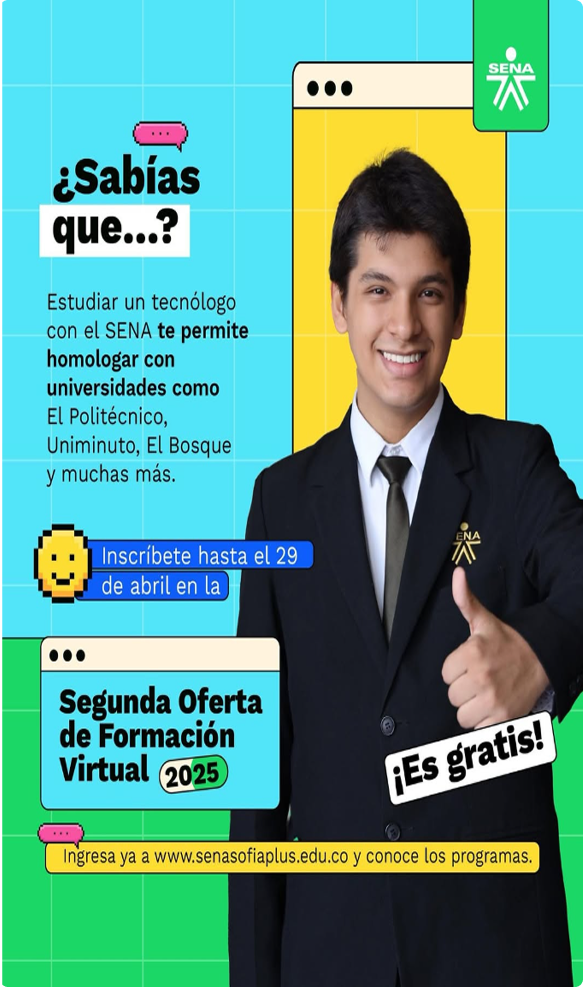 SENA
¿Sabías
que...?
Estudiar un tecnólogo
con el SENA te permite
homologar con
universidades como
El Politécnico,
Uniminuto, El Bosque
y muchas más.
ENA
Inscríbete hasta el 29
de abril en la
Segunda Oferta
de Formación
Virtual 2025
¡Es gratis!
Ingresa ya a www.senasofiaplus.edu.co y conoce los programas.